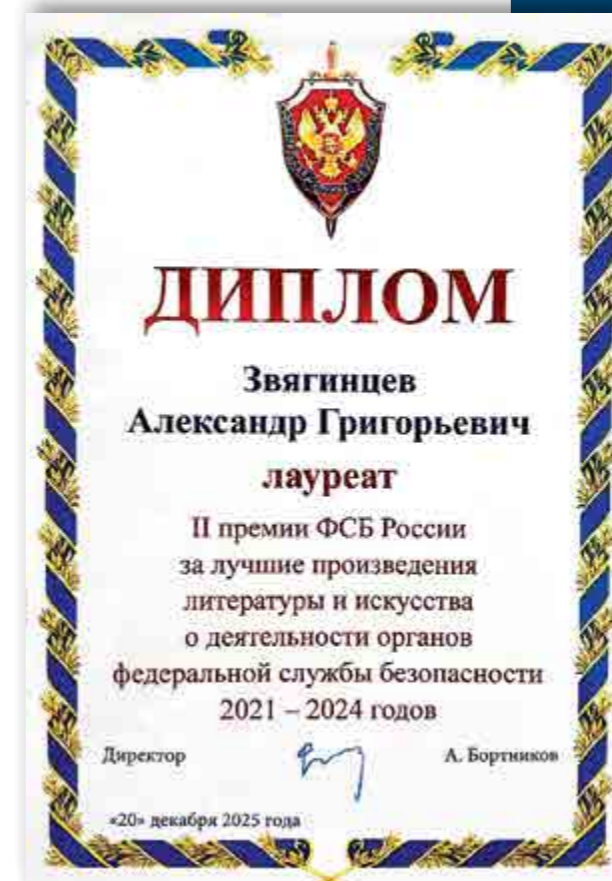 ДИПЛОМ
Звягинцев
Александр Григорьевич
лауреат
II премии ФСБ России
за лучшие произведения
литературы и искусства
о деятельности органов
федеральной службы безопасности
2021 – 2024 годов
Директор А. Бортников
«20» декабря 2025 года